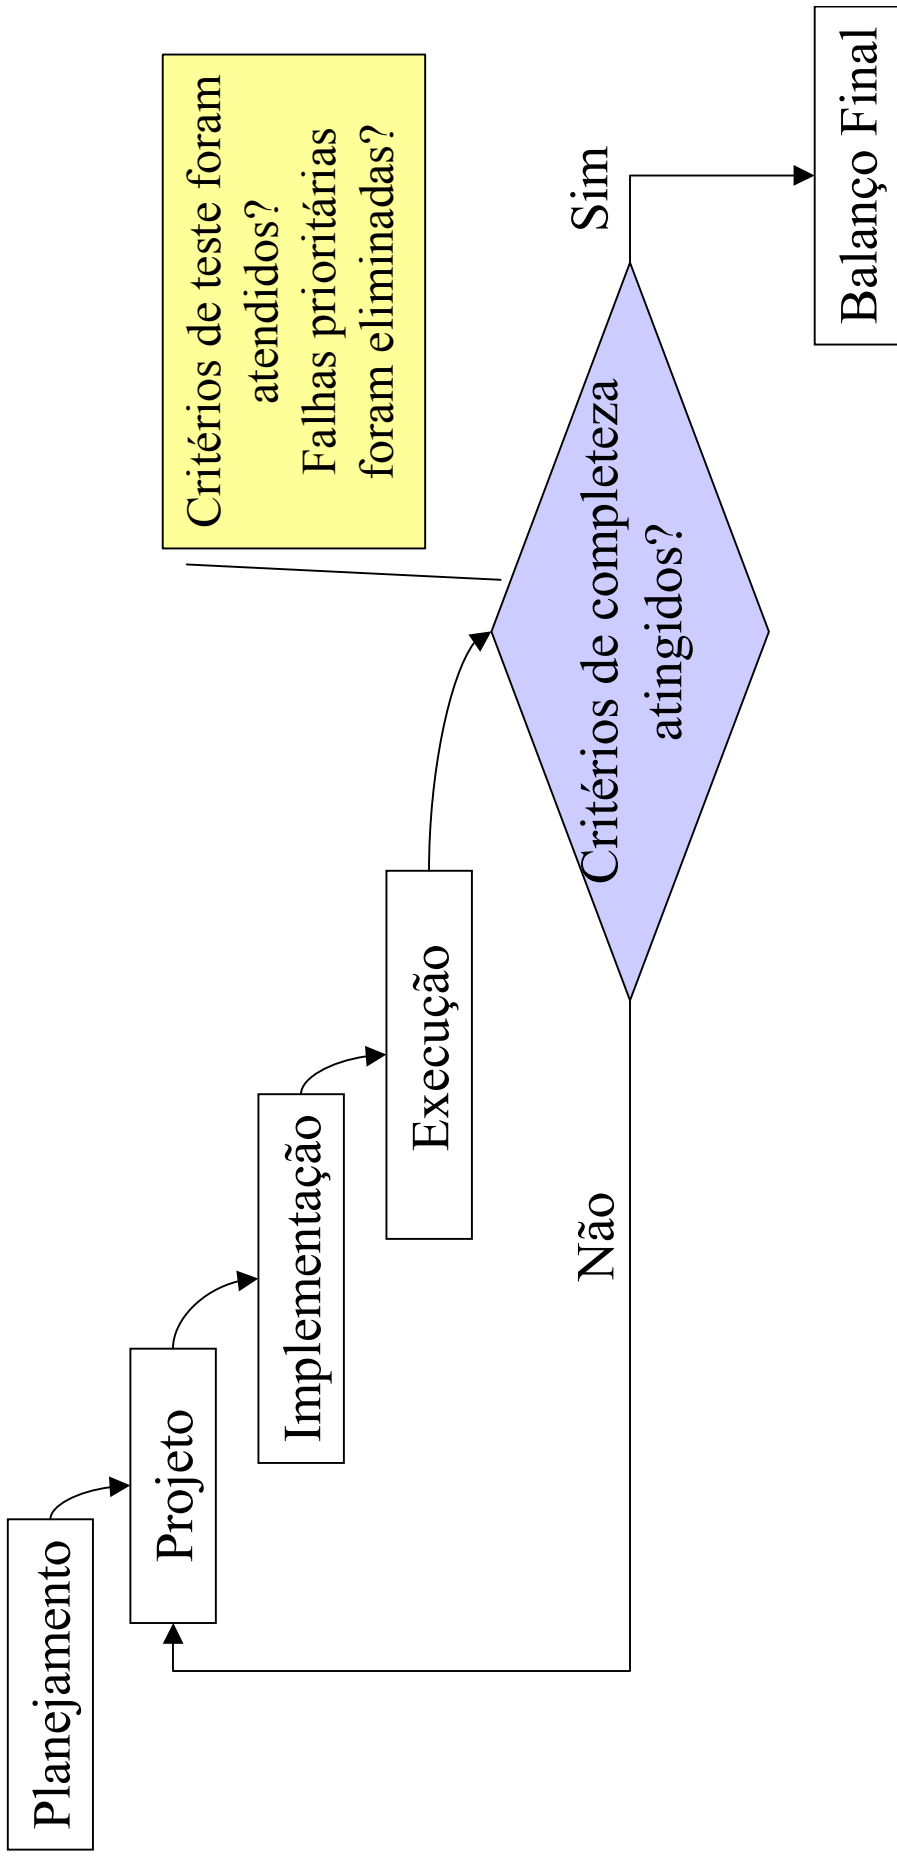 Planejamento
Projeto
Implementação
Execução
Critérios de teste foram
atendidos?
Falhas prioritárias
foram eliminadas?
Critérios de completeza
atingidos?
Não
Sim
Balanço Final